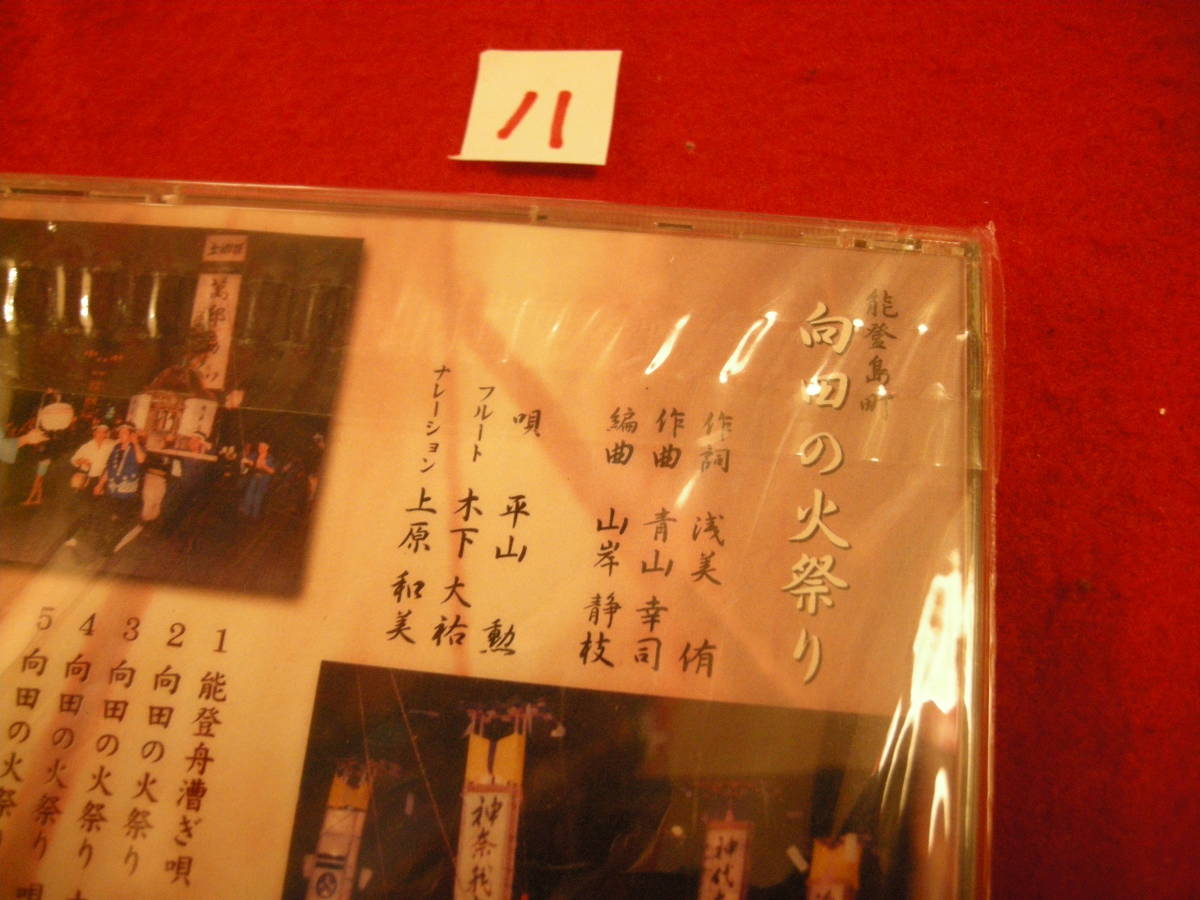 八
能登島町
向田の火祭り
作詞 浅美 侑
作曲 青山 幸司
編曲 山岸 静枝
唄 平山 勲
フルート 木下 大祐
ナレーション 上原 和美
1 能登舟漕ぎ唄
2 向田の火祭り 唄
3 向田の火祭り
4 向田の火祭り
5 向田の火祭り